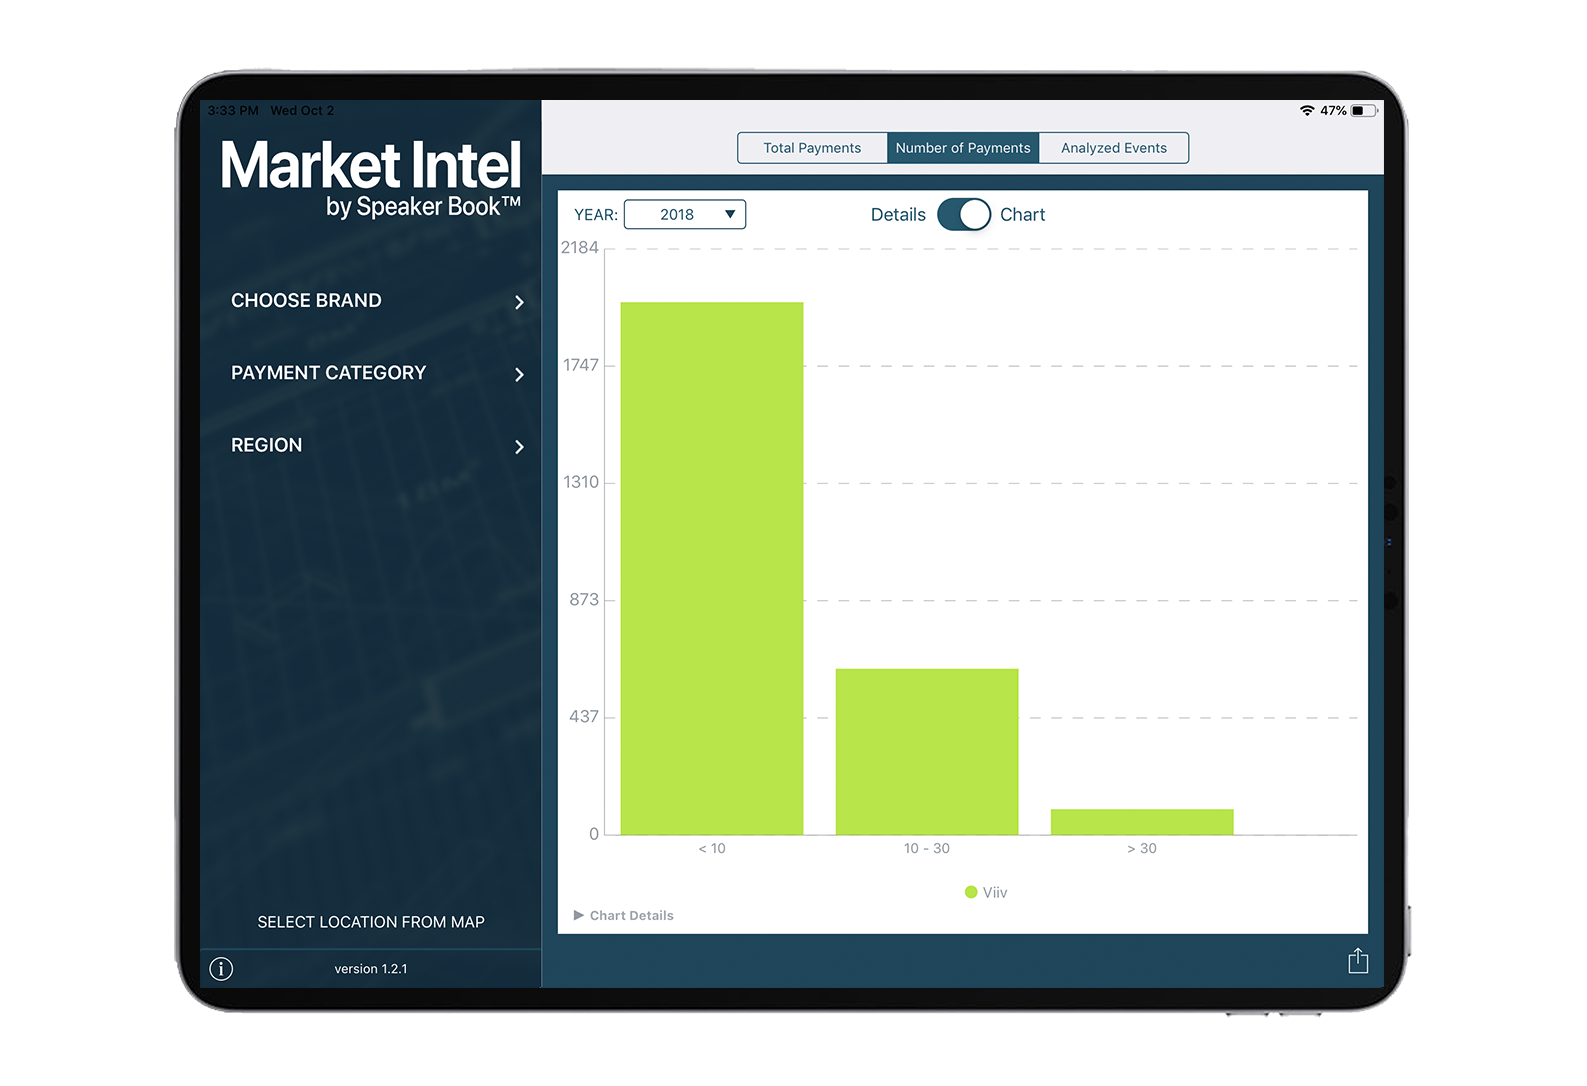 3:33 PM Wed Oct 2
47%
Market Intel
by Speaker Book™
CHOOSE BRAND
PAYMENT CATEGORY
REGION
SELECT LOCATION FROM MAP
version 1.2.1
Total Payments
Number of Payments
Analyzed Events
YEAR: 2018
Details
Chart
2184
1747
1310
873
437
0
< 10
10 - 30
> 30
Viiv
Chart Details